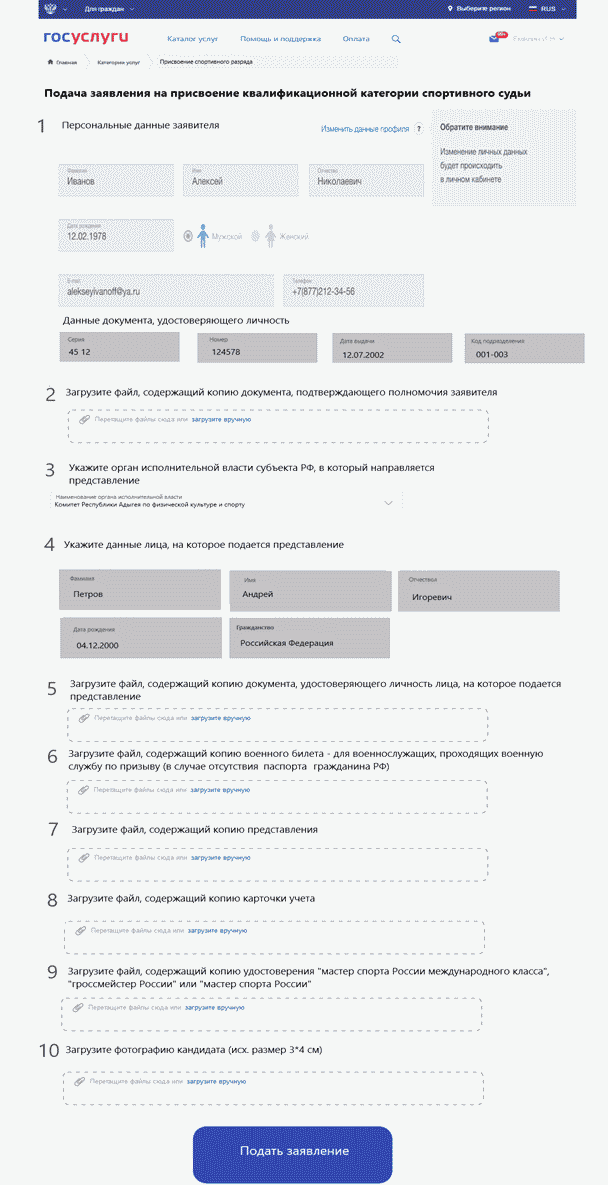 Для граждан
Выберите регион
RUS
госуслуги
Каталог услуг
Помощь и поддержка
Оплата
99+
Главная
Категории услуг
Присвоение спортивного разряда
Подача заявления на присвоение квалификационной категории спортивного судьи
1 Персональные данные заявителя
Изменить данные профиля ?
Обратите внимание
Изменение личных данных
будет происходить
в личном кабинете
Фамилия
Иванов
Имя
Алексей
Отчество
Николаевич
Дата рождения
12.02.1978
Мужской
Женский
E-mail
alekseyivanoff@ya.ru
Телефон
+7(877)212-34-56
Данные документа, удостоверяющего личность
Серия
45 12
Номер
124578
Дата выдачи
12.07.2002
Код подразделения
001-003
2 Загрузите файл, содержащий копию документа, подтверждающего полномочия заявителя
Перетащите файлы сюда или загрузите вручную
3 Укажите орган исполнительной власти субъекта РФ, в который направляется
представление
Наименование органа исполнительной власти
Комитет Республики Адыгея по физической культуре и спорту
4 Укажите данные лица, на которое подается представление
Фамилия
Петров
Имя
Андрей
Отчествол
Игоревич
Дата рождения
04.12.2000
Гражданство
Российская Федерация
5 Загрузите файл, содержащий копию документа, удостоверяющего личность лица, на которое подается
представление
Перетащите файлы сюда или загрузите вручную
6 Загрузите файл, содержащий копию военного билета - для военнослужащих, проходящих военную
службу по призыву (в случае отсутствия паспорта гражданина РФ)
Перетащите файлы сюда или загрузите вручную
7 Загрузите файл, содержащий копию представления
Перетащите файлы сюда или загрузите вручную
8 Загрузите файл, содержащий копию карточки учета
Перетащите файлы сюда или загрузите вручную
9 Загрузите файл, содержащий копию удостоверения "мастер спорта России международного класса",
"гроссмейстер России" или "мастер спорта России"
Перетащите файлы сюда или загрузите вручную
10 Загрузите фотографию кандидата (исх. размер 3*4 см)
Перетащите файлы сюда или загрузите вручную
Подать заявление